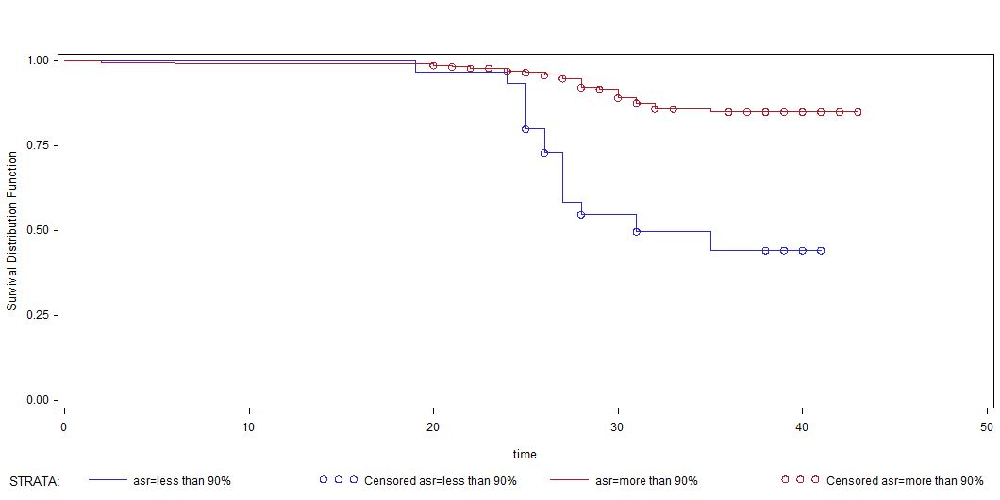 1.00
0.75
0.50
0.25
0.00
Survival Distribution Function
0 10 20 30 40 50
time
STRATA: asr=less than 90% Censored asr=less than 90% asr=more than 90% Censored asr=more than 90%